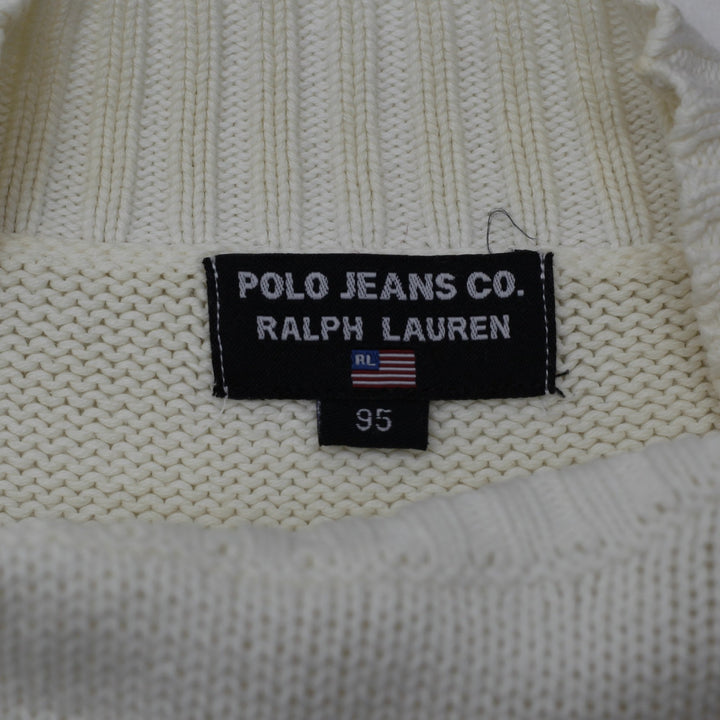 POLO JEANS CO.
RALPH LAUREN
RL
95